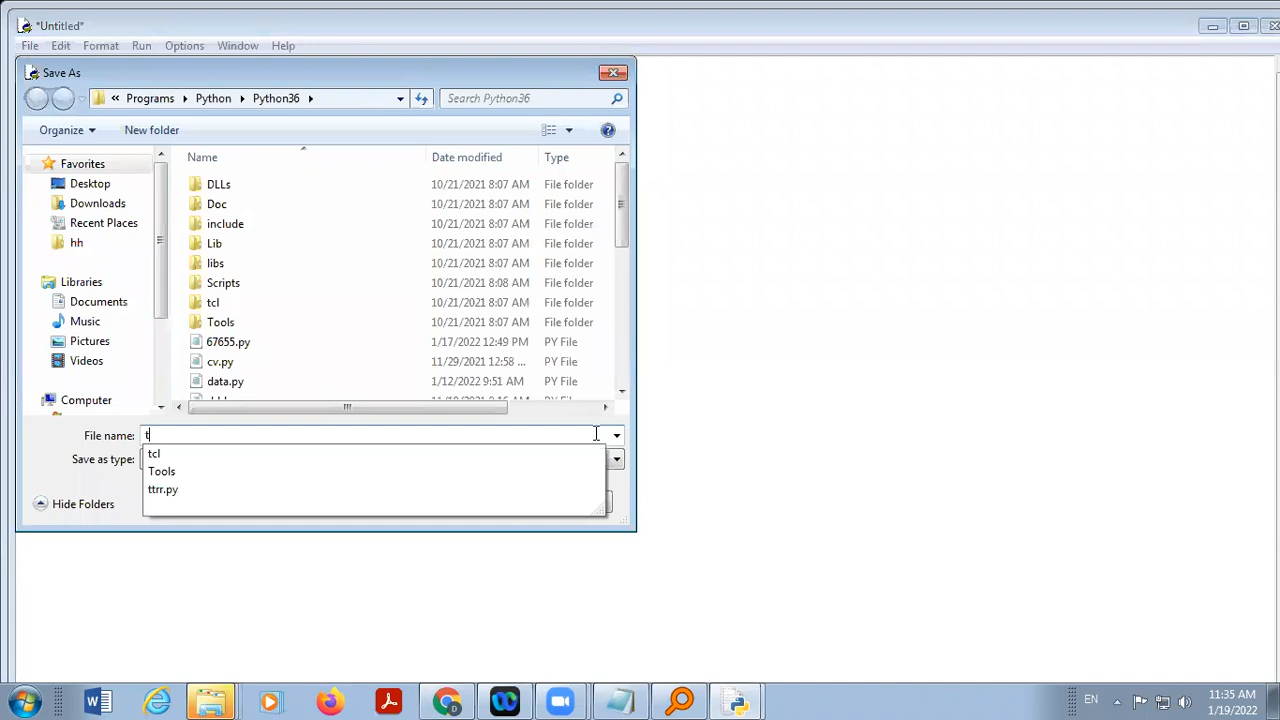 *Untitled*
File Edit Format Run Options Window Help
Save As
Programs Python Python36 Search Python36
Organize New folder
Name Date modified Type
Favorites
Desktop
Downloads
Recent Places
hh
Libraries
Documents
Music
Pictures
Videos
Computer
DLLs 10/21/2021 8:07 AM File folder
Doc 10/21/2021 8:07 AM File folder
include 10/21/2021 8:07 AM File folder
Lib 10/21/2021 8:07 AM File folder
libs 10/21/2021 8:07 AM File folder
Scripts 10/21/2021 8:08 AM File folder
tcl 10/21/2021 8:07 AM File folder
Tools 10/21/2021 8:07 AM File folder
67655.py 1/17/2022 12:49 PM PY File
cv.py 11/29/2021 12:58 ... PY File
data.py 1/12/2022 9:51 AM PY File
File name: t
tcl
Save as type:
Tools
ttrr.py
Hide Folders
EN 11:35 AM
1/19/2022